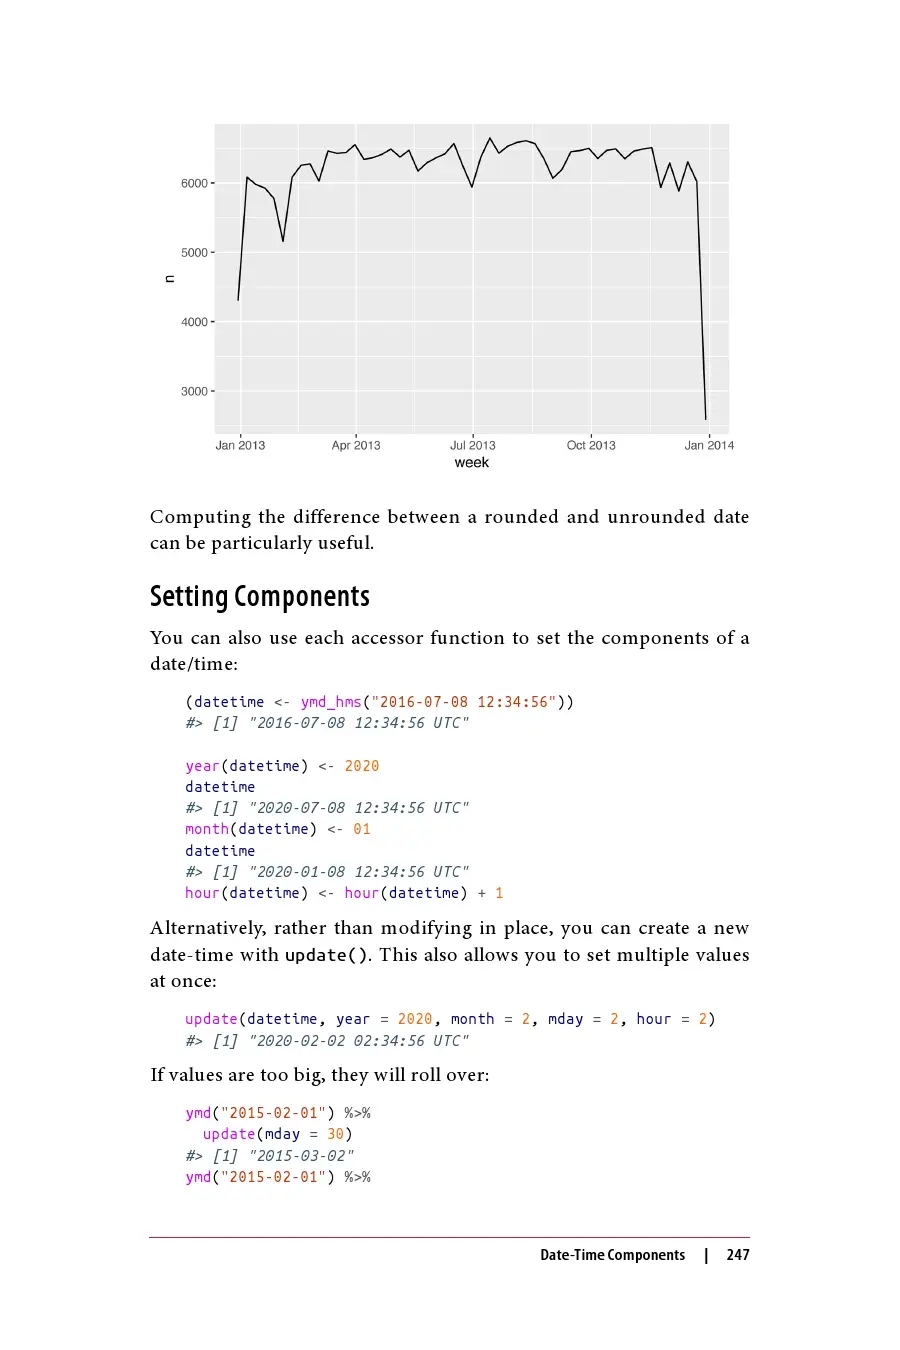 6000
5000
n
4000
3000
Jan 2013 Apr 2013 Jul 2013 Oct 2013 Jan 2014
week
Computing the difference between a rounded and unrounded date
can be particularly useful.
Setting Components
You can also use each accessor function to set the components of a
date/time:
(datetime <- ymd_hms("2016-07-08 12:34:56"))
#> [1] "2016-07-08 12:34:56 UTC"
year(datetime) <- 2020
datetime
#> [1] "2020-07-08 12:34:56 UTC"
month(datetime) <- 01
datetime
#> [1] "2020-01-08 12:34:56 UTC"
hour(datetime) <- hour(datetime) + 1
Alternatively, rather than modifying in place, you can create a new
date-time with update(). This also allows you to set multiple values
at once:
update(datetime, year = 2020, month = 2, mday = 2, hour = 2)
#> [1] "2020-02-02 02:34:56 UTC"
If values are too big, they will roll over:
ymd("2015-02-01") %>%
  update(mday = 30)
#> [1] "2015-03-02"
ymd("2015-02-01") %>%
Date-Time Components | 247